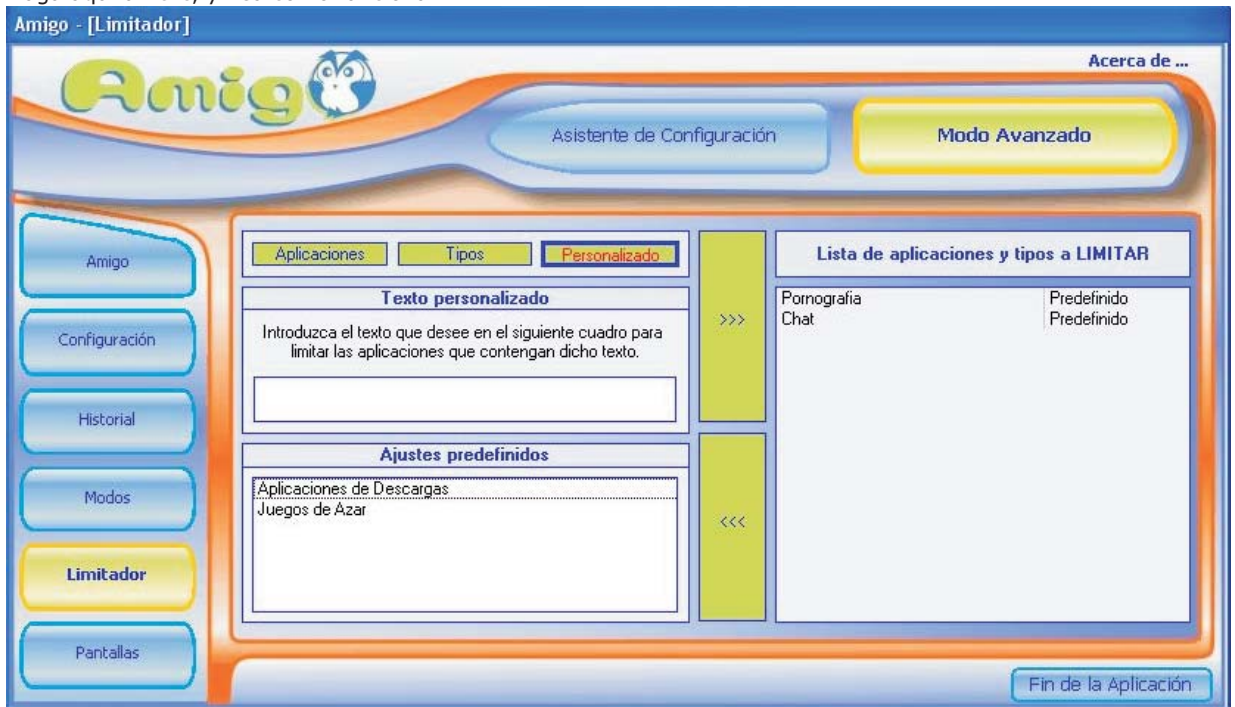 Amigo - [Limitador]
Amigo
Acerca de ...
Asistente de Configuración
Modo Avanzado
Amigo
Configuración
Historial
Modos
Limitador
Pantallas
Aplicaciones
Tipos
Personalizado
Texto personalizado
Introduzca el texto que desee en el siguiente cuadro para
limitar las aplicaciones que contengan dicho texto.
Ajustes predefinidos
Aplicaciones de Descargas
Juegos de Azar
>>>
<<<
Lista de aplicaciones y tipos a LIMITAR
Pornografia Predefinido
Chat Predefinido
Fin de la Aplicación